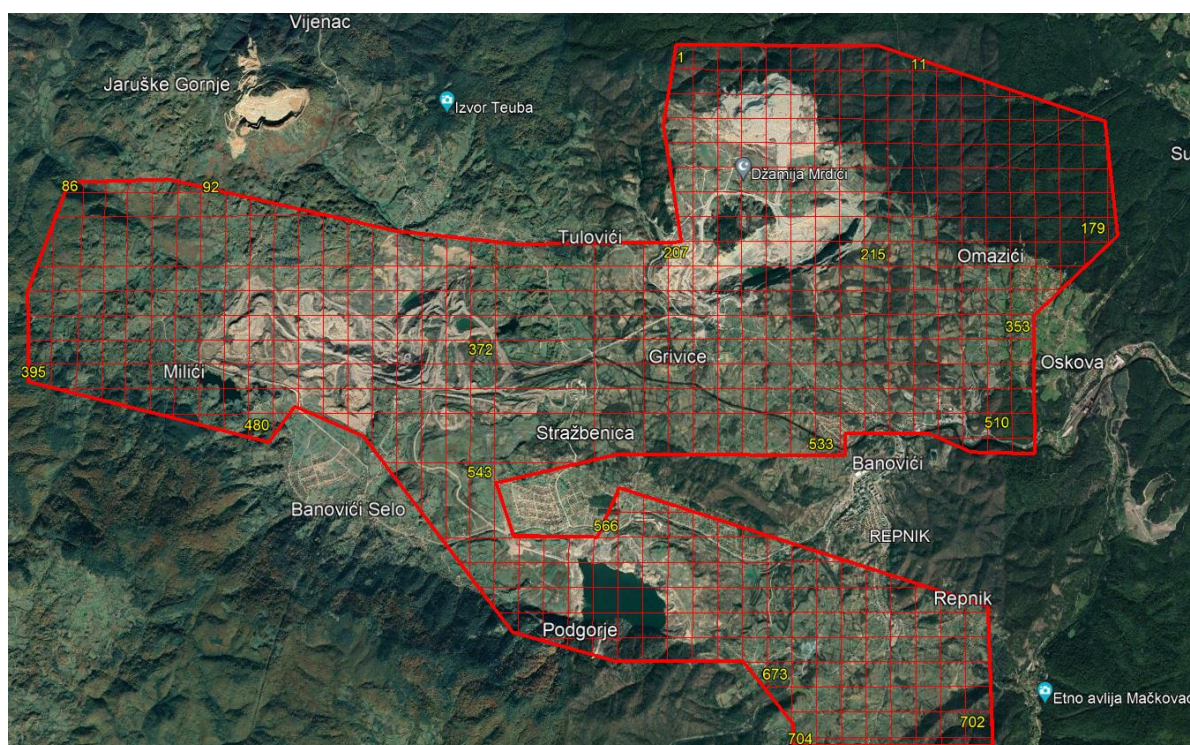 Vijenac
1
11
Jaruške Gornje
Izvor Teuba
Su
Džamija Mrdići
86
92
179
Tulovići
207
215
Omazići
353
372
Grivice
Oskova
395
Milići
480
Stražbenica
510
533
Banovići
543
Banovići Selo
566
REPNIK
Repnik
Podgorje
673
Etno avlija Mačkovac
702
704